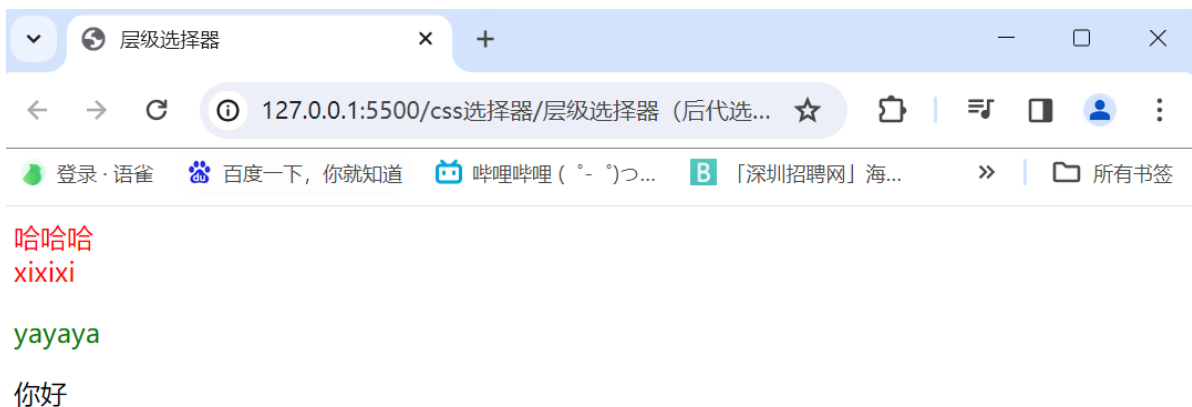 层级选择器
127.0.0.1:5500/css选择器/层级选择器（后代选...
登录 · 语雀 百度一下，你就知道 哔哩哔哩 (゜-゜)つ... B 「深圳招聘网」海... 所有书签
哈哈哈
xixixi
yayaya
你好